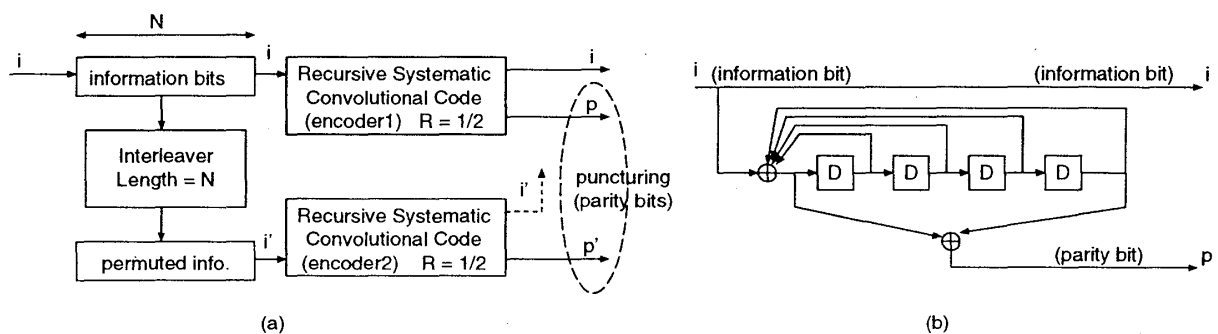 N
i
information bits
i
Recursive Systematic
Convolutional Code
(encoder1) R = 1/2
i
p
Interleaver
Length = N
i'
puncturing
(parity bits)
permuted info.
i'
Recursive Systematic
Convolutional Code
(encoder2) R = 1/2
p'
(a)
i (information bit) (information bit) i
D D D D
(parity bit) p
(b)